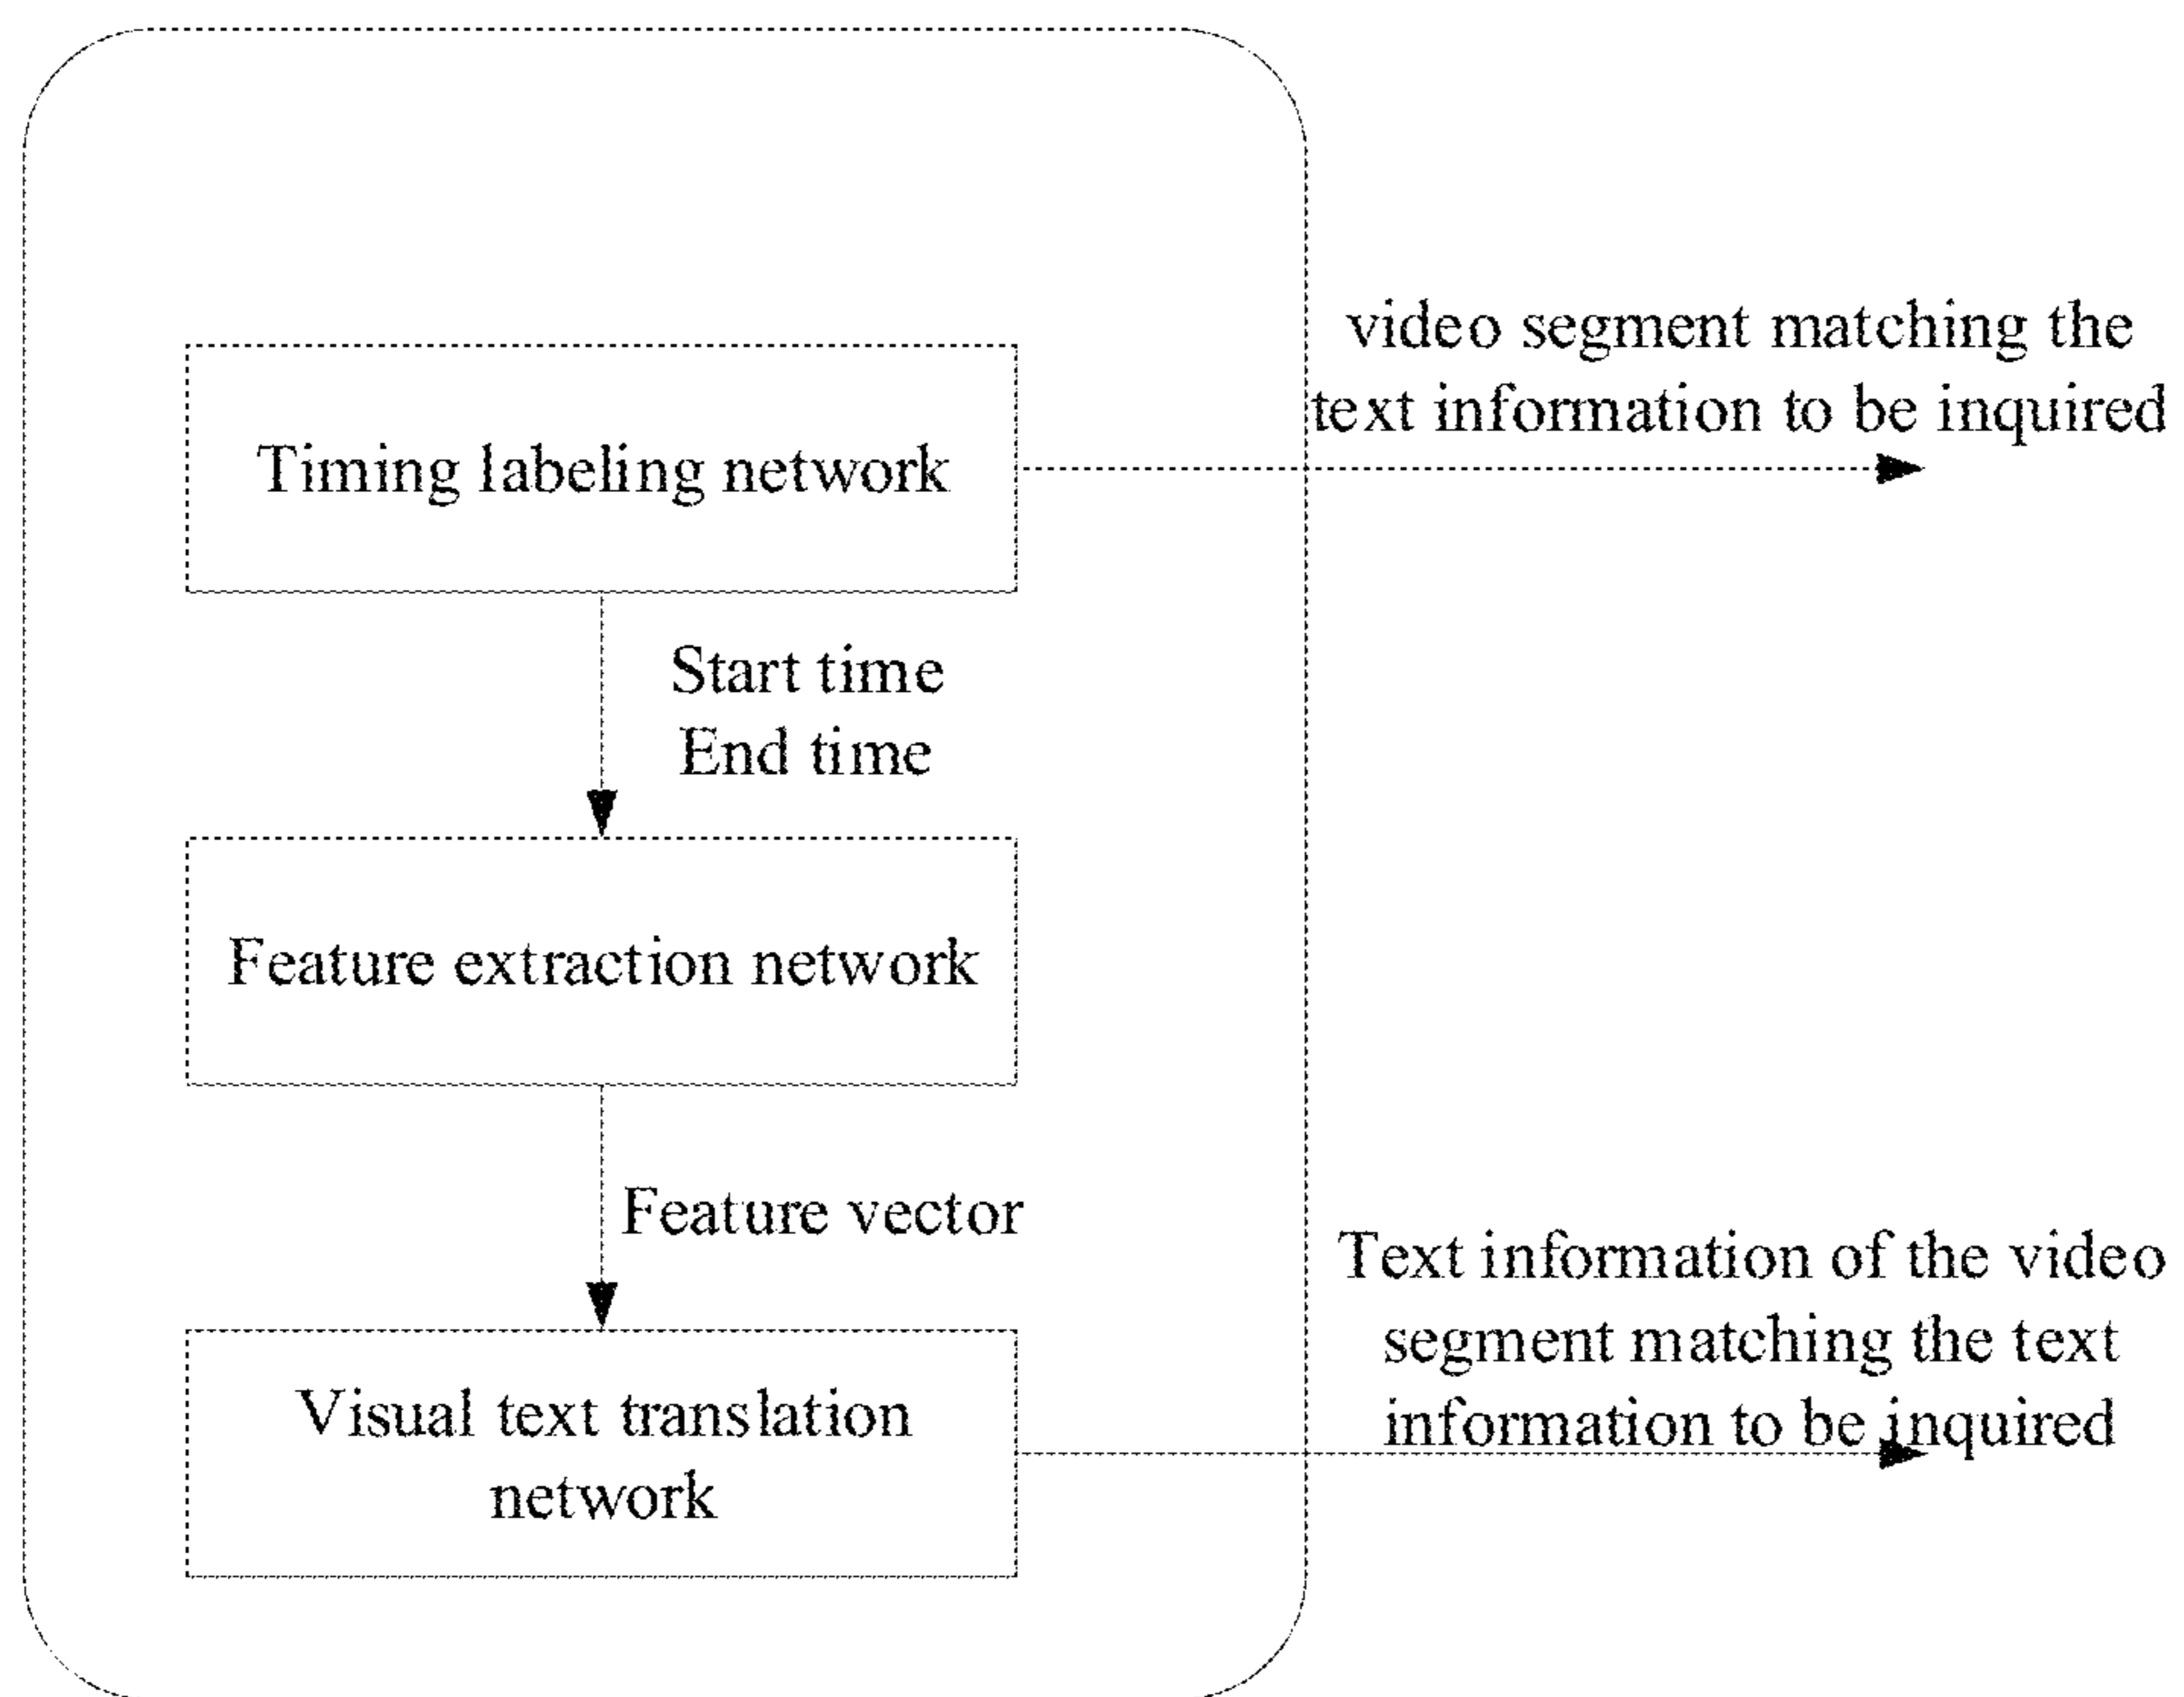 video segment matching the
text information to be inquired
Timing labeling network
Start time
End time
Feature extraction network
Feature vector
Text information of the video
segment matching the text
information to be inquired
Visual text translation
network